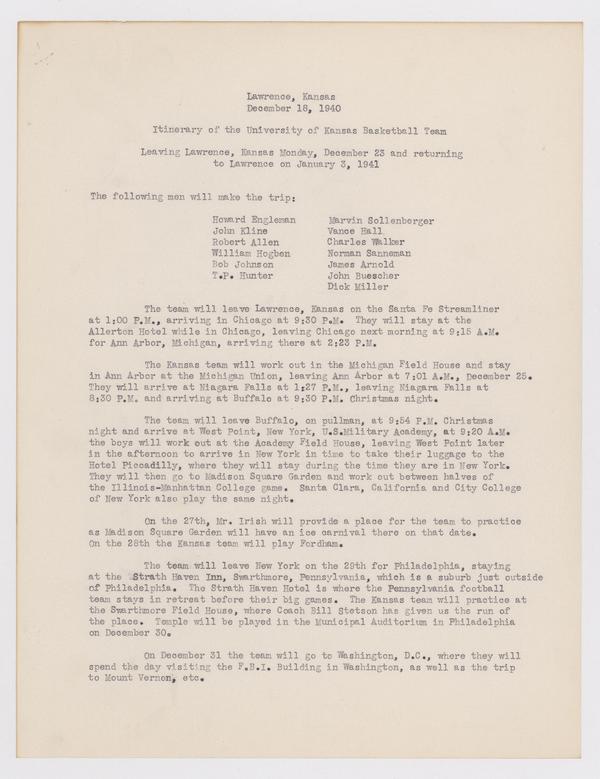 Lawrence, Kansas
December 18, 1940
Itinerary of the University of Kansas Basketball Team
Leaving Lawrence, Kansas Monday, December 23 and returning
to Lawrence on January 3, 1941
The following men will make the trip:
Howard Engleman Marvin Sollenberger
John Kline Vance Hall
Robert Allen Charles Walker
William Hogben Norman Sanneman
Bob Johnson James Arnold
T.P. Hunter John Buescher
Dick Miller
The team will leave Lawrence, Kansas on the Santa Fe Streamliner
at 1:00 P.M., arriving in Chicago at 9:30 P.M. They will stay at the
Allerton Hotel while in Chicago, leaving Chicago next morning at 9:15 A.M.
for Ann Arbor, Michigan, arriving there at 2:23 P.M.
The Kansas team will work out in the Michigan Field House and stay
in Ann Arbor at the Michigan Union, leaving Ann Arbor at 7:01 A.M., December 25.
They will arrive at Niagara Falls at 1:27 P.M., leaving Niagara Falls at
8:30 P.M. and arriving at Buffalo at 9:30 P.M. Christmas night.
The team will leave Buffalo, on pullman, at 9:54 P.M. Christmas
night and arrive at West Point, New York, U.S.Military Academy, at 9:20 A.M.
the boys will work out at the Academy Field House, leaving West Point later
in the afternoon to arrive in New York in time to take their luggage to the
Hotel Piccadilly, where they will stay during the time they are in New York.
They will then go to Madison Square Garden and work out between halves of
the Illinois-Manhattan College game. Santa Clara, California and City College
of New York also play the same night.
On the 27th, Mr. Irish will provide a place for the team to practice
as Madison Square Garden will have an ice carnival there on that date.
On the 28th the Kansas team will play Fordham.
The team will leave New York on the 29th for Philadelphia, staying
at the Strath Haven Inn, Swarthmore, Pennsylvania, which is a suburb just outside
of Philadelphia. The Strath Haven Hotel is where the Pennsylvania football
team stays in retreat before their big games. The Kansas team will practice at
the Swarthmore Field House, where Coach Bill Stetson has given us the run of
the place. Temple will be played in the Municipal Auditorium in Philadelphia
on December 30.
On December 31 the team will go to Washington, D.C., where they will
spend the day visiting the F.B.I. Building in Washington, as well as the trip
to Mount Vernon, etc.